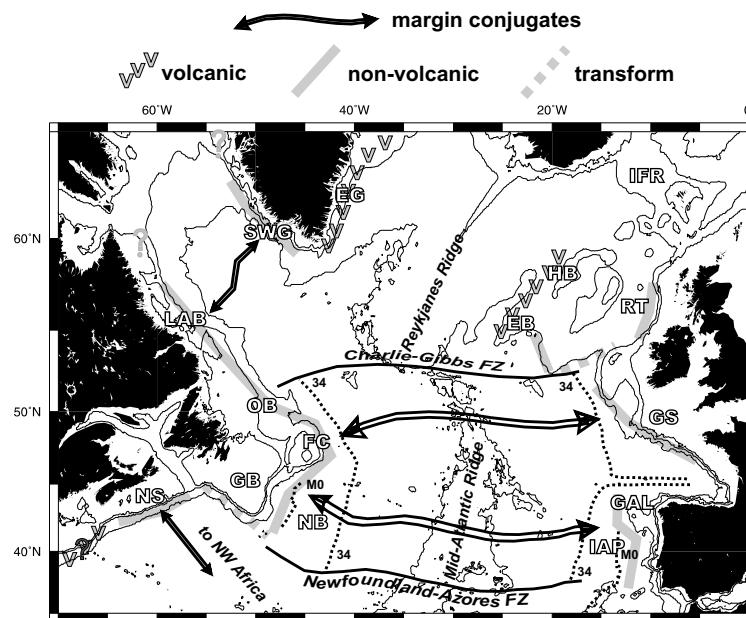 margin conjugates
volcanic
non-volcanic
transform
60°W
40°W
20°W
0
?
IFR
EG
SWG
60°N
?
Reykjanes Ridge
HB
RT
LAB
EB
Charlie-Gibbs FZ
34
34
50°N
OB
GS
FC
GB
M0
NS
Mid-Atlantic Ridge
GAL
NB
to NW Africa
IAP
M0
40°N
?
34
34
Newfoundland-Azores FZ